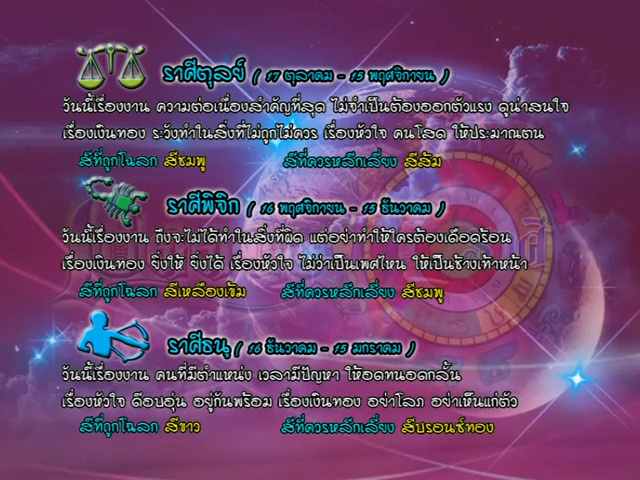 ราศีตุลย์ ( 17 ตุลาคม - 15 พฤศจิกายน )
วันนี้เรื่องงาน ความต่อเนื่องสำคัญที่สุด ไม่จำเป็นต้องออกตัวแรง ดูน่าสนใจ
เรื่องเงินทอง ระวังทำในสิ่งที่ไม่ถูกไม่ควร เรื่องหัวใจ คนโสด ให้ประมาณตน
สีที่ถูกโฉลก สีชมพู สีที่ควรหลีกเลี่ยง สีส้ม
ราศีพิจิก ( 16 พฤศจิกายน - 15 ธันวาคม )
วันนี้เรื่องงาน ถึงจะไม่ได้ทำในสิ่งที่ผิด แต่อย่าทำให้ใครต้องเดือดร้อน
เรื่องเงินทอง ยิ่งให้ ยิ่งได้ เรื่องหัวใจ ไม่ว่าเป็นเพศไหน ให้เป็นช้างเท้าหน้า
สีที่ถูกโฉลก สีเหลืองเข้ม สีที่ควรหลีกเลี่ยง สีชมพู
ราศีธนู ( 16 ธันวาคม - 15 มกราคม )
วันนี้เรื่องงาน คนที่มีตำแหน่ง เวลามีปัญหา ให้อดทนอดกลั้น
เรื่องหัวใจ คืออบอุ่น อยู่กันพร้อม เรื่องเงินทอง อย่าโลภ อย่าเห็นแก่ตัว
สีที่ถูกโฉลก สีขาว สีที่ควรหลีกเลี่ยง สีบรอนซ์ทอง